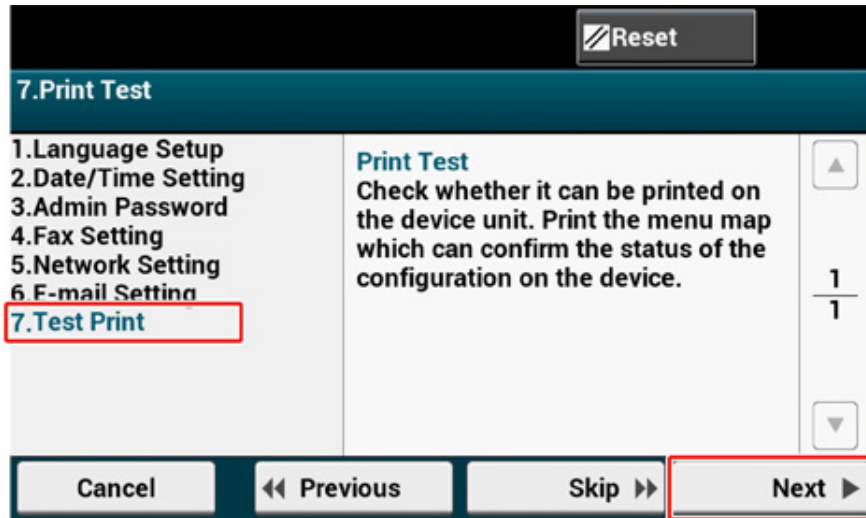 Reset
7.Print Test
1.Language Setup
2.Date/Time Setting
3.Admin Password
4.Fax Setting
5.Network Setting
6.E-mail Setting
7.Test Print
Print Test
Check whether it can be printed on
the device unit. Print the menu map
which can confirm the status of the
configuration on the device.
1
1
Cancel
Previous
Skip
Next